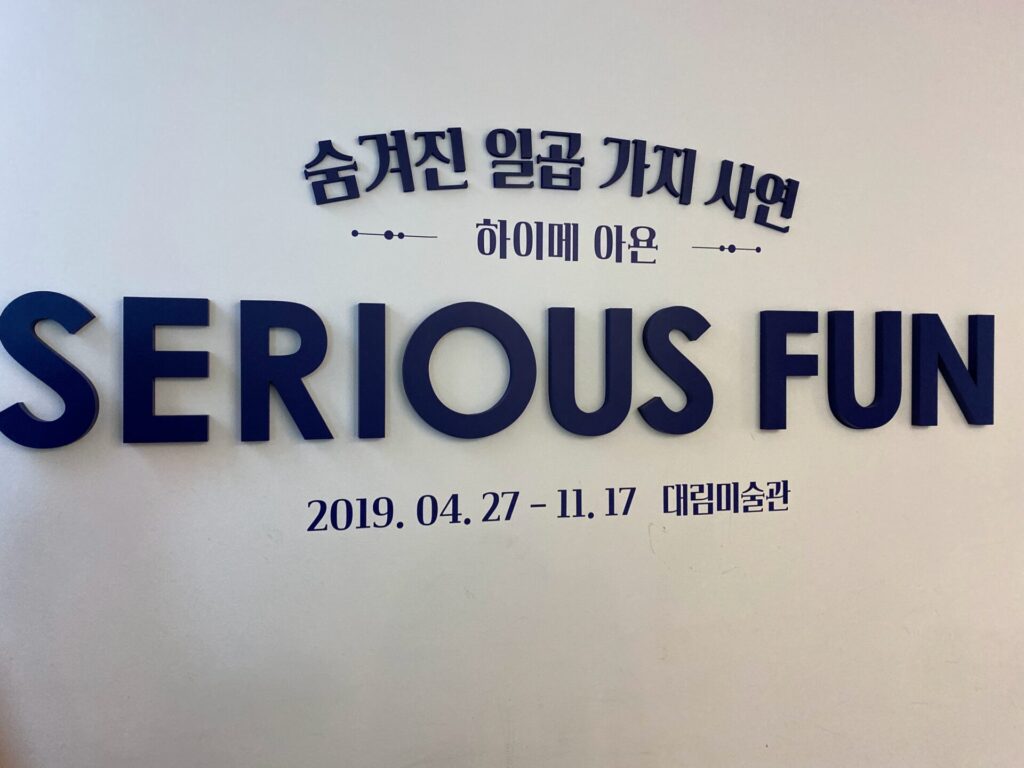 숨겨진 일곱 가지 사연
하이메 아욘
SERIOUS FUN
2019. 04. 27 - 11. 17 대림미술관